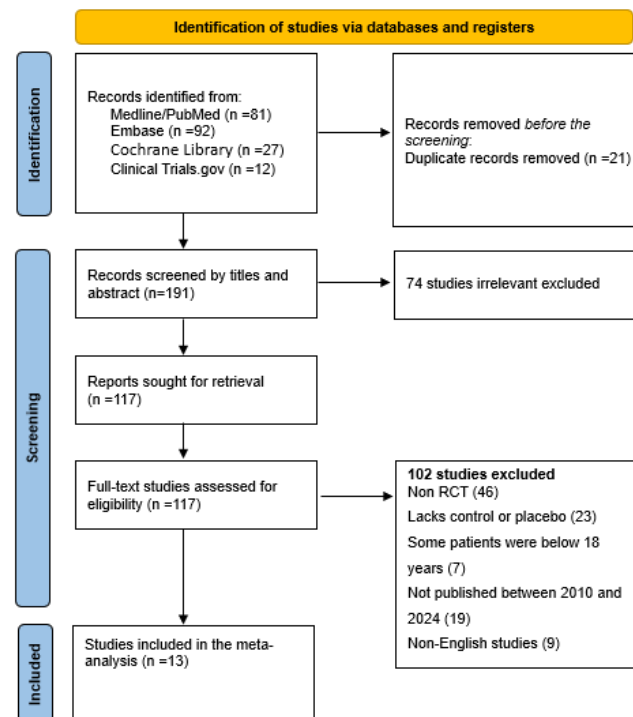 Identification of studies via databases and registers
Identification
Records identified from:
Medline/PubMed (n =81)
Embase (n =92)
Cochrane Library (n =27)
Clinical Trials.gov (n =12)
Records removed before the
screening:
Duplicate records removed (n =21)
Screening
Records screened by titles and
abstract (n=191)
74 studies irrelevant excluded
Reports sought for retrieval
(n =117)
Full-text studies assessed for
eligibility (n =117)
102 studies excluded
Non RCT (46)
Lacks control or placebo (23)
Some patients were below 18
years (7)
Not published between 2010 and
2024 (19)
Non-English studies (9)
Included
Studies included in the meta-
analysis (n =13)